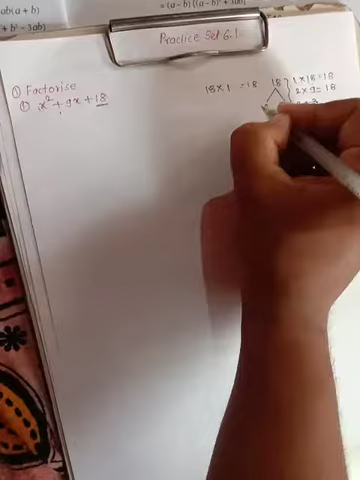 ab(a + b)
= (a - b) ((a - b)² + 3ab)
+ b² - 3ab)
Practice Set 6.1
① Factorise
① x² + 9x + 18
18 × 1 = 18
18
1 × 18 = 18
2 × 9 = 18